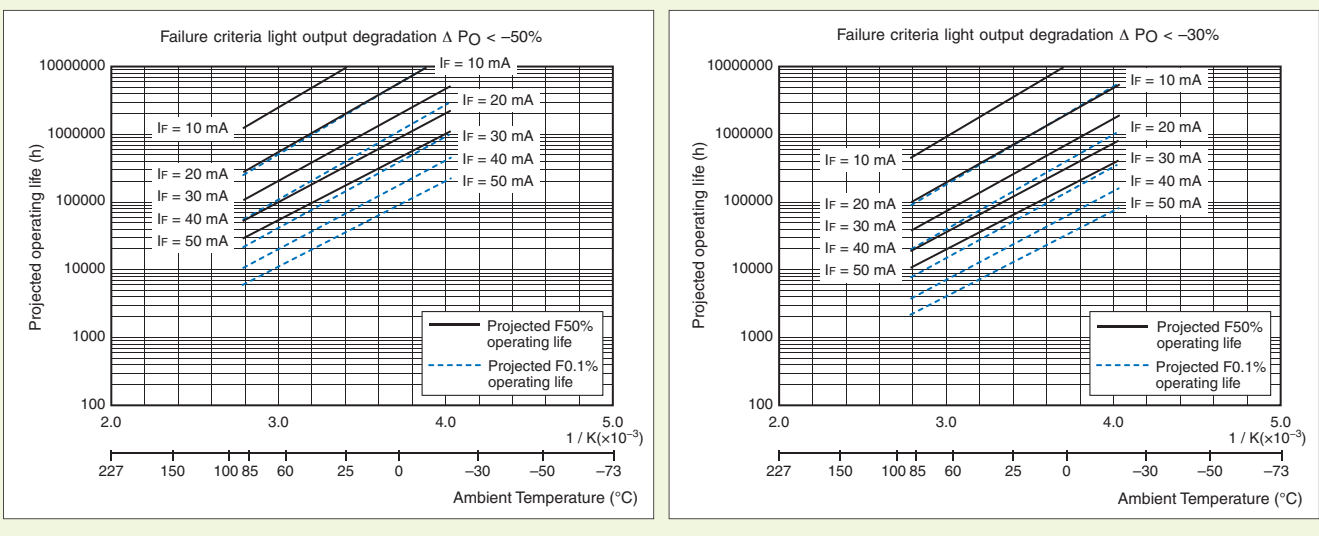 Failure criteria light output degradation Δ PO < –50%
Projected operating life (h)
10000000
1000000
100000
10000
1000
100
IF = 10 mA
IF = 20 mA
IF = 30 mA
IF = 40 mA
IF = 50 mA
IF = 10 mA
IF = 20 mA
IF = 30 mA
IF = 40 mA
IF = 50 mA
Projected F50%
operating life
Projected F0.1%
operating life
2.0 3.0 4.0 5.0
1 / K(×10⁻³)
227 150 100 85 60 25 0 –30 –50 –73
Ambient Temperature (°C)
Failure criteria light output degradation Δ PO < –30%
Projected operating life (h)
10000000
1000000
100000
10000
1000
100
IF = 10 mA
IF = 20 mA
IF = 30 mA
IF = 40 mA
IF = 50 mA
IF = 10 mA
IF = 20 mA
IF = 30 mA
IF = 40 mA
IF = 50 mA
Projected F50%
operating life
Projected F0.1%
operating life
2.0 3.0 4.0 5.0
1 / K(×10⁻³)
227 150 100 85 60 25 0 –30 –50 –73
Ambient Temperature (°C)